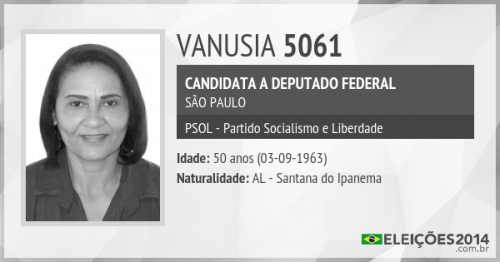 VANUSIA 5061
CANDIDATA A DEPUTADO FEDERAL
SÃO PAULO
PSOL - Partido Socialismo e Liberdade
Idade: 50 anos (03-09-1963)
Naturalidade: AL - Santana do Ipanema
ELEIÇÕES2014
.com.br